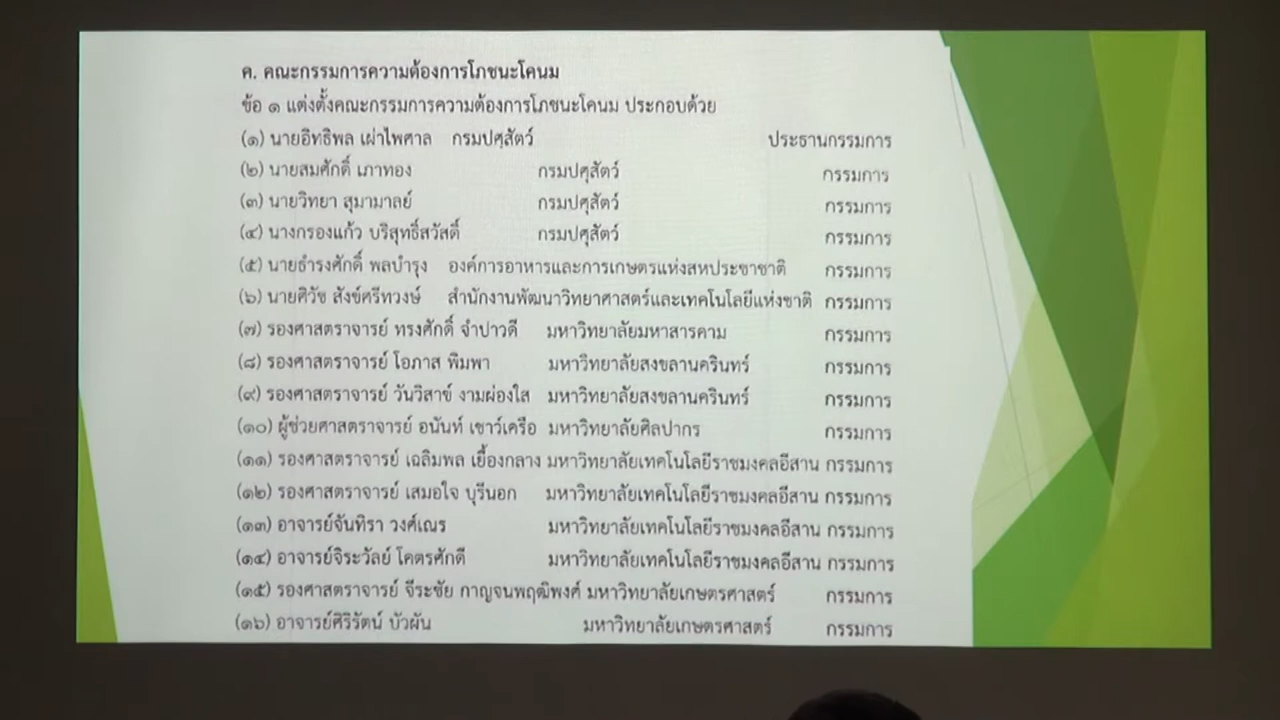 ค. คณะกรรมการความต้องการโภชนะโคนม
ข้อ ๑ แต่งตั้งคณะกรรมการความต้องการโภชนะโคนม ประกอบด้วย
(๑) นายอิทธิพล เผ่าไพศาล กรมปศุสัตว์ ประธานกรรมการ
(๒) นายสมศักดิ์ เภาทอง กรมปศุสัตว์ กรรมการ
(๓) นายวิทยา สุมามาลย์ กรมปศุสัตว์ กรรมการ
(๔) นางกรองแก้ว บริสุทธิ์สวัสดิ์ กรมปศุสัตว์ กรรมการ
(๕) นายธำรงศักดิ์ พลบำรุง องค์การอาหารและการเกษตรแห่งสหประชาชาติ กรรมการ
(๖) นายศิวัช สังข์ศรีทวงษ์ สำนักงานพัฒนาวิทยาศาสตร์และเทคโนโลยีแห่งชาติ กรรมการ
(๗) รองศาสตราจารย์ ทรงศักดิ์ จำปาวดี มหาวิทยาลัยมหาสารคาม กรรมการ
(๘) รองศาสตราจารย์ โอภาส พิมพา มหาวิทยาลัยสงขลานครินทร์ กรรมการ
(๙) รองศาสตราจารย์ วันวิสาข์ งามผ่องใส มหาวิทยาลัยสงขลานครินทร์ กรรมการ
(๑๐) ผู้ช่วยศาสตราจารย์ อนันท์ เชาว์เครือ มหาวิทยาลัยศิลปากร กรรมการ
(๑๑) รองศาสตราจารย์ เฉลิมพล เยื้องกลาง มหาวิทยาลัยเทคโนโลยีราชมงคลอีสาน กรรมการ
(๑๒) รองศาสตราจารย์ เสมอใจ บุรีนอก มหาวิทยาลัยเทคโนโลยีราชมงคลอีสาน กรรมการ
(๑๓) อาจารย์จันทิรา วงศ์เณร มหาวิทยาลัยเทคโนโลยีราชมงคลอีสาน กรรมการ
(๑๔) อาจารย์จิระวัลย์ โคตรศักดี มหาวิทยาลัยเทคโนโลยีราชมงคลอีสาน กรรมการ
(๑๕) รองศาสตราจารย์ จีระชัย กาญจนพฤฒิพงศ์ มหาวิทยาลัยเกษตรศาสตร์ กรรมการ
(๑๖) อาจารย์ศิริรัตน์ บัวผัน มหาวิทยาลัยเกษตรศาสตร์ กรรมการ